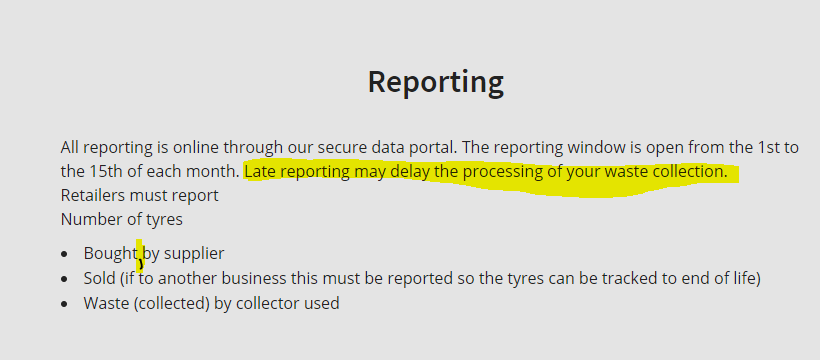 Reporting
All reporting is online through our secure data portal. The reporting window is open from the 1st to
the 15th of each month. Late reporting may delay the processing of your waste collection.
Retailers must report
Number of tyres
• Bought, by supplier
• Sold (if to another business this must be reported so the tyres can be tracked to end of life)
• Waste (collected) by collector used